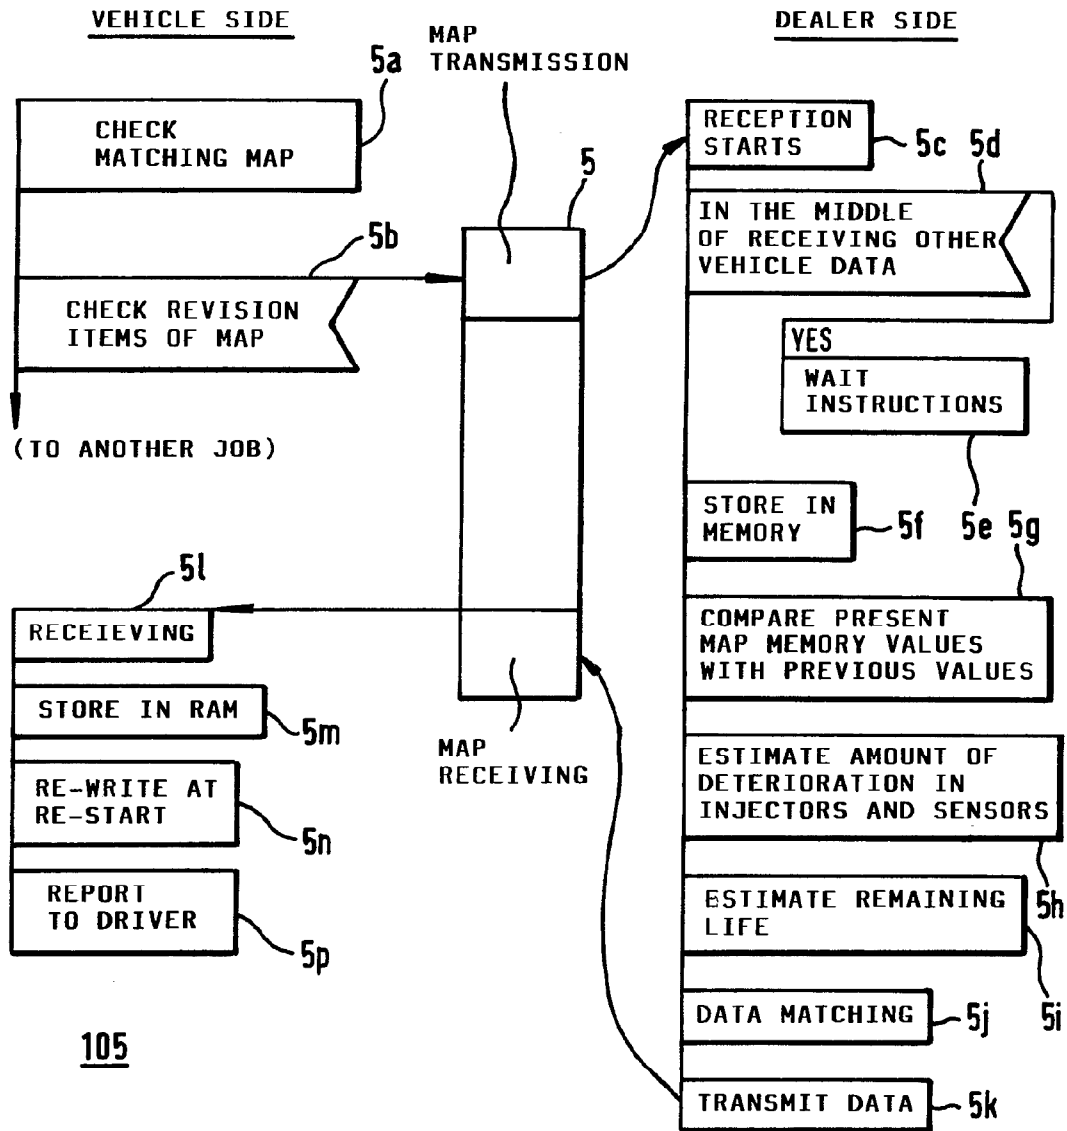 VEHICLE SIDE
5a
CHECK
MATCHING MAP
5b
CHECK REVISION
ITEMS OF MAP
(TO ANOTHER JOB)
MAP
TRANSMISSION
5
MAP
RECEIVING
DEALER SIDE
RECEPTION
STARTS
5c
5d
IN THE MIDDLE
OF RECEIVING OTHER
VEHICLE DATA
YES
WAIT
INSTRUCTIONS
5e
STORE IN
MEMORY
5f
5g
COMPARE PRESENT
MAP MEMORY VALUES
WITH PREVIOUS VALUES
ESTIMATE AMOUNT OF
DETERIORATION IN
INJECTORS AND SENSORS
5h
ESTIMATE REMAINING
LIFE
5i
DATA MATCHING
5j
TRANSMIT DATA
5k
5l
RECEIEVING
STORE IN RAM
5m
RE-WRITE AT
RE-START
5n
REPORT
TO DRIVER
5p
105